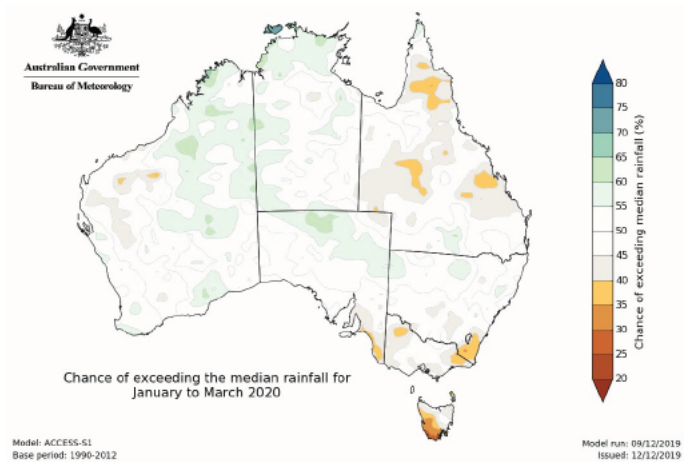 Australian Government
Bureau of Meteorology
80
75
70
65
60
55
50
45
40
35
30
25
20
Chance of exceeding median rainfall (%)
Chance of exceeding the median rainfall for
January to March 2020
Model: ACCESS-S1
Base period: 1990-2012
Model run: 09/12/2019
Issued: 12/12/2019